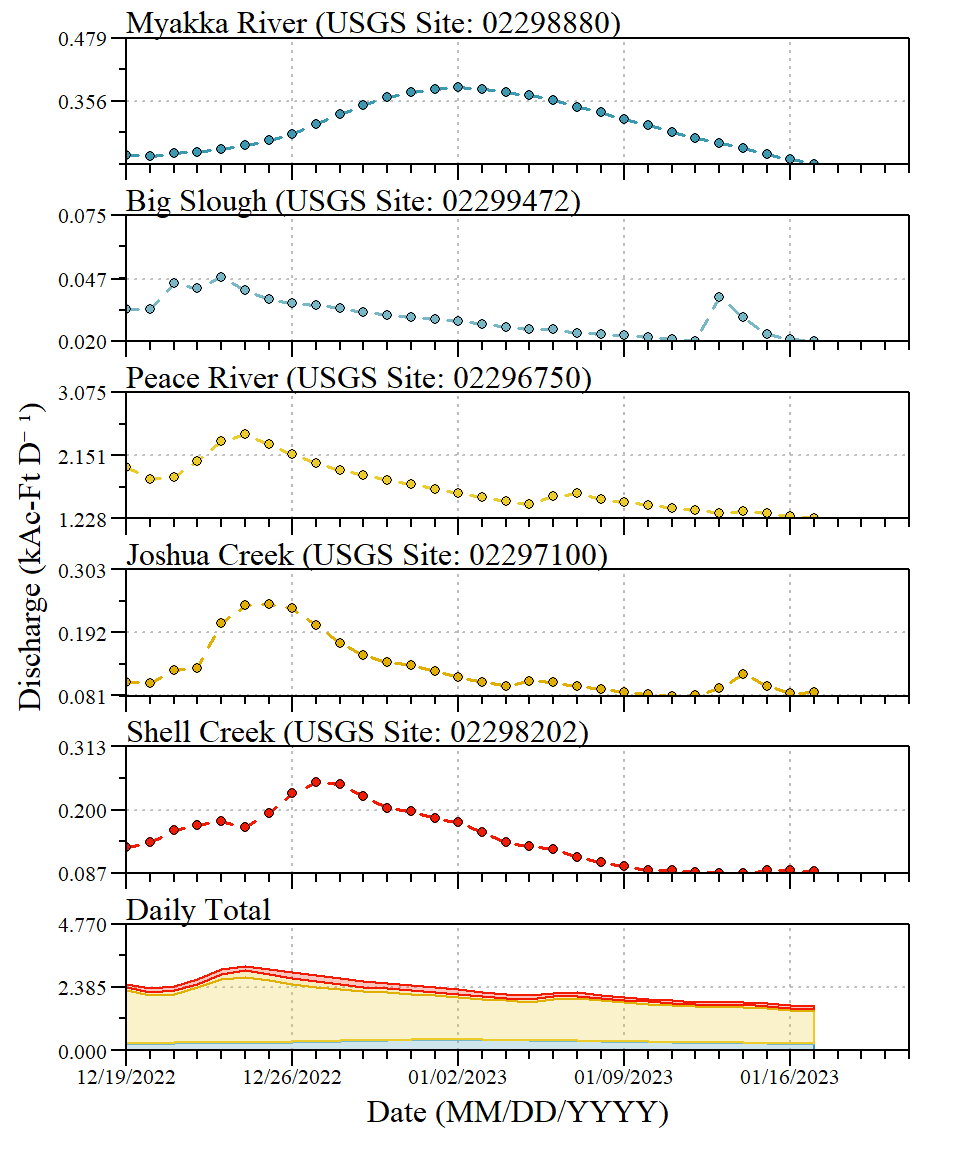 Myakka River (USGS Site: 02298880)
0.479
0.356
Big Slough (USGS Site: 02299472)
0.075
0.047
0.020
Peace River (USGS Site: 02296750)
3.075
2.151
1.228
Joshua Creek (USGS Site: 02297100)
0.303
0.192
0.081
Shell Creek (USGS Site: 02298202)
0.313
0.200
0.087
Daily Total
4.770
2.385
0.000
Discharge (kAc-Ft D⁻¹)
12/19/2022 12/26/2022 01/02/2023 01/09/2023 01/16/2023
Date (MM/DD/YYYY)